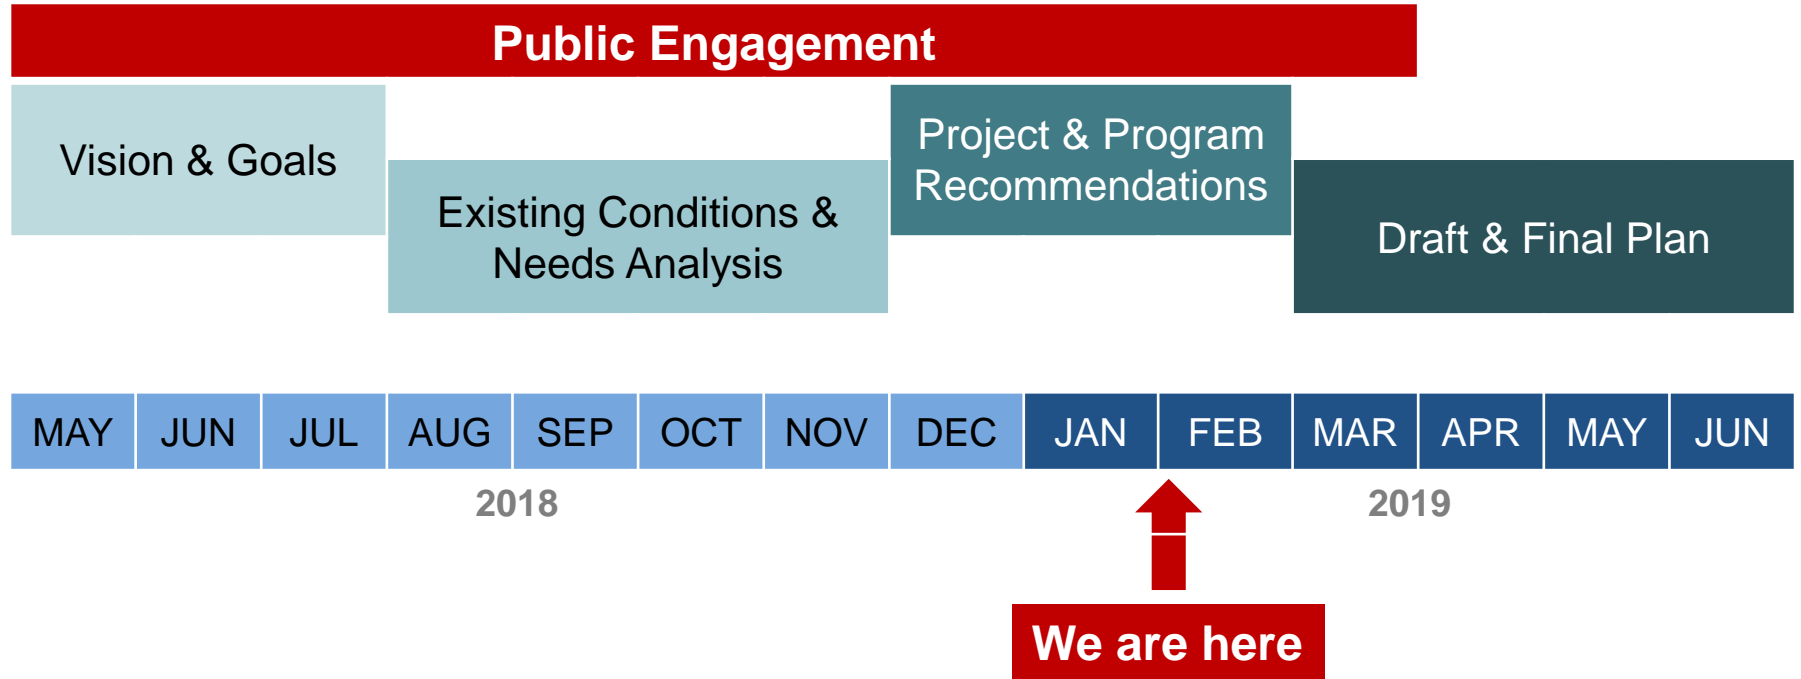 Public Engagement
Vision & Goals
Existing Conditions &
Needs Analysis
Project & Program
Recommendations
Draft & Final Plan
MAY JUN JUL AUG SEP OCT NOV DEC JAN FEB MAR APR MAY JUN
2018 2019
We are here